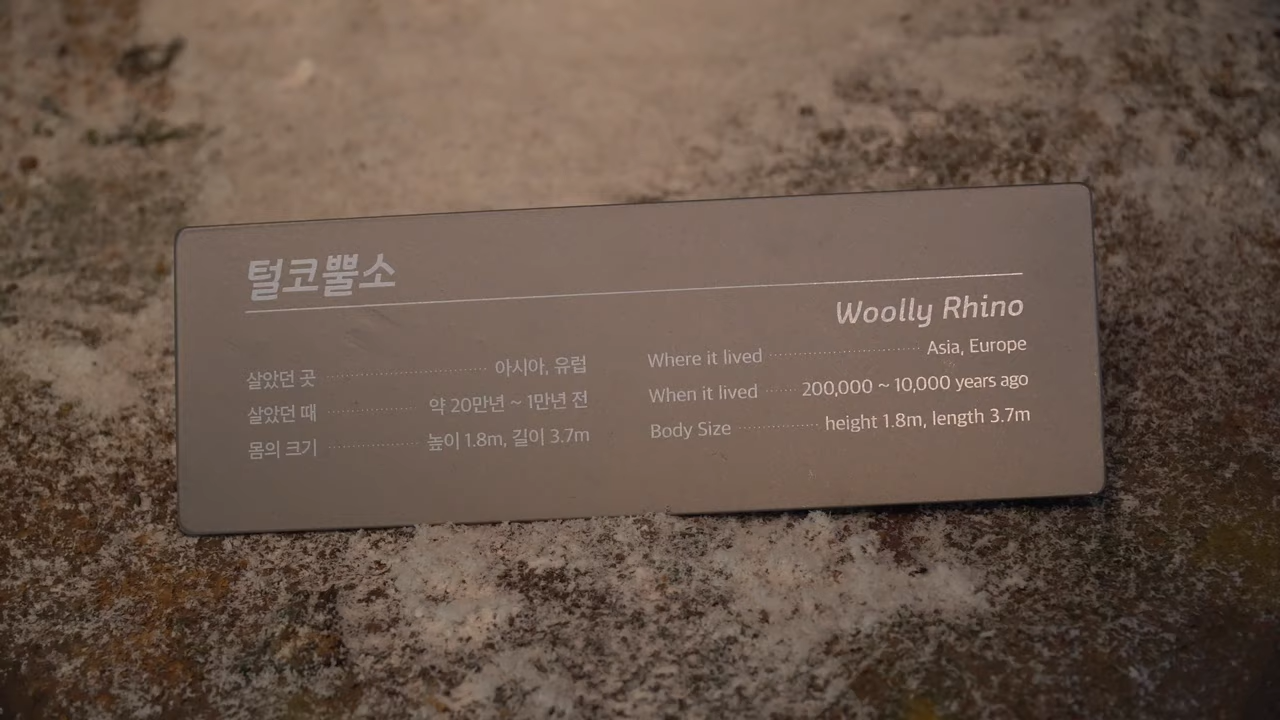 털코뿔소
살았던 곳 아시아, 유럽
살았던 때 약 20만년 ~ 1만년 전
몸의 크기 높이 1.8m, 길이 3.7m
Woolly Rhino
Where it lived Asia, Europe
When it lived 200,000 ~ 10,000 years ago
Body Size height 1.8m, length 3.7m